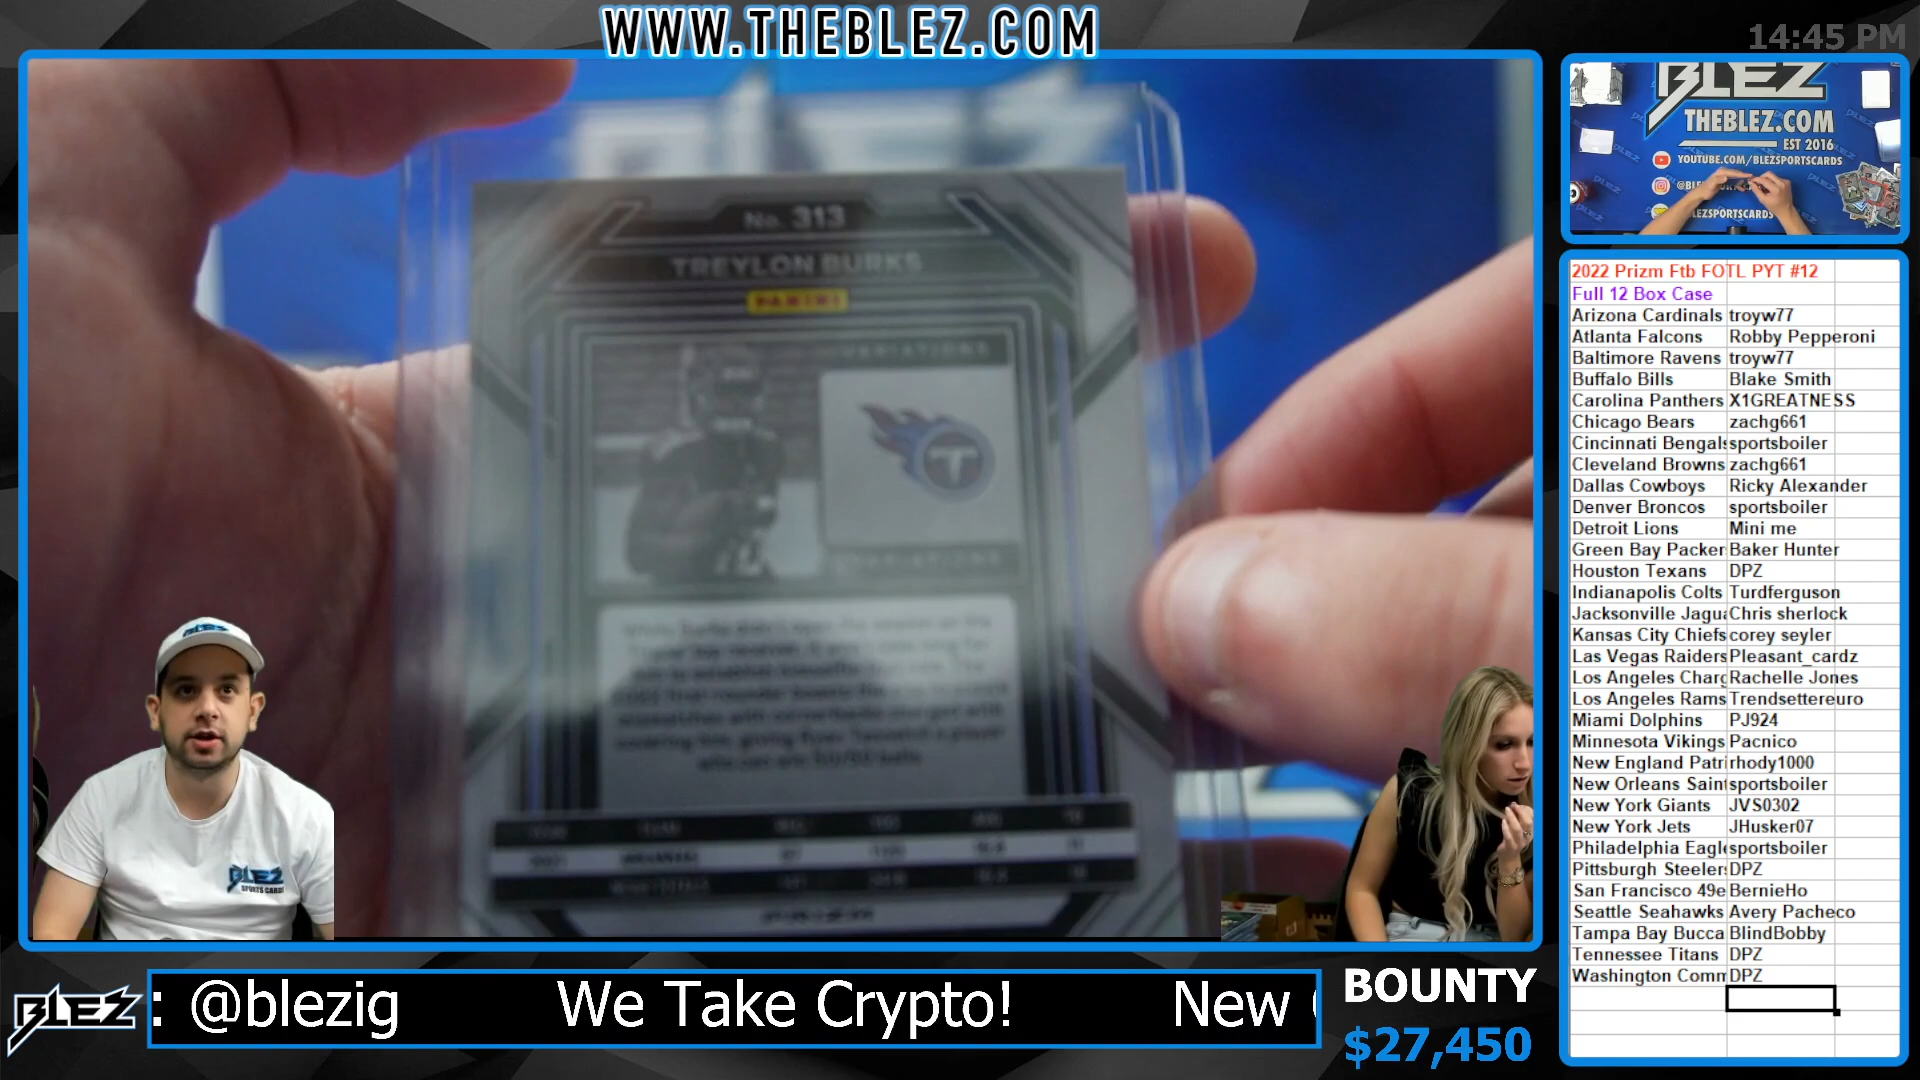 WWW.THEBLEZ.COM
14:45 PM
No. 313
TREYLON BURKS
PANINI
VARIATIONS
T
BLEZ
SPORTS CARDS
BLEZ
THEBLEZ.COM
EST 2016
YOUTUBE.COM/BLEZSPORTSCARDS
2022 Prizm Ftb FOTL PYT #12
Full 12 Box Case
Arizona Cardinals troyw77
Atlanta Falcons Robby Pepperoni
Baltimore Ravens troyw77
Buffalo Bills Blake Smith
Carolina Panthers X1GREATNESS
Chicago Bears zachg661
Cincinnati Bengals sportsboiler
Cleveland Browns zachg661
Dallas Cowboys Ricky Alexander
Denver Broncos sportsboiler
Detroit Lions Mini me
Green Bay Packer Baker Hunter
Houston Texans DPZ
Indianapolis Colts Turdferguson
Jacksonville Jagua Chris sherlock
Kansas City Chiefs corey seyler
Las Vegas Raiders Pleasant_cardz
Los Angeles Charg Rachelle Jones
Los Angeles Rams Trendsettereuro
Miami Dolphins PJ924
Minnesota Vikings Pacnico
New England Patri rhody1000
New Orleans Saint sportsboiler
New York Giants JVS0302
New York Jets JHusker07
Philadelphia Eagle sportsboiler
Pittsburgh Steelers DPZ
San Francisco 49e BernieHo
Seattle Seahawks Avery Pacheco
Tampa Bay Bucca BlindBobby
Tennessee Titans DPZ
Washington Comm DPZ
BLEZ
: @blezig We Take Crypto! New
BOUNTY
$27,450